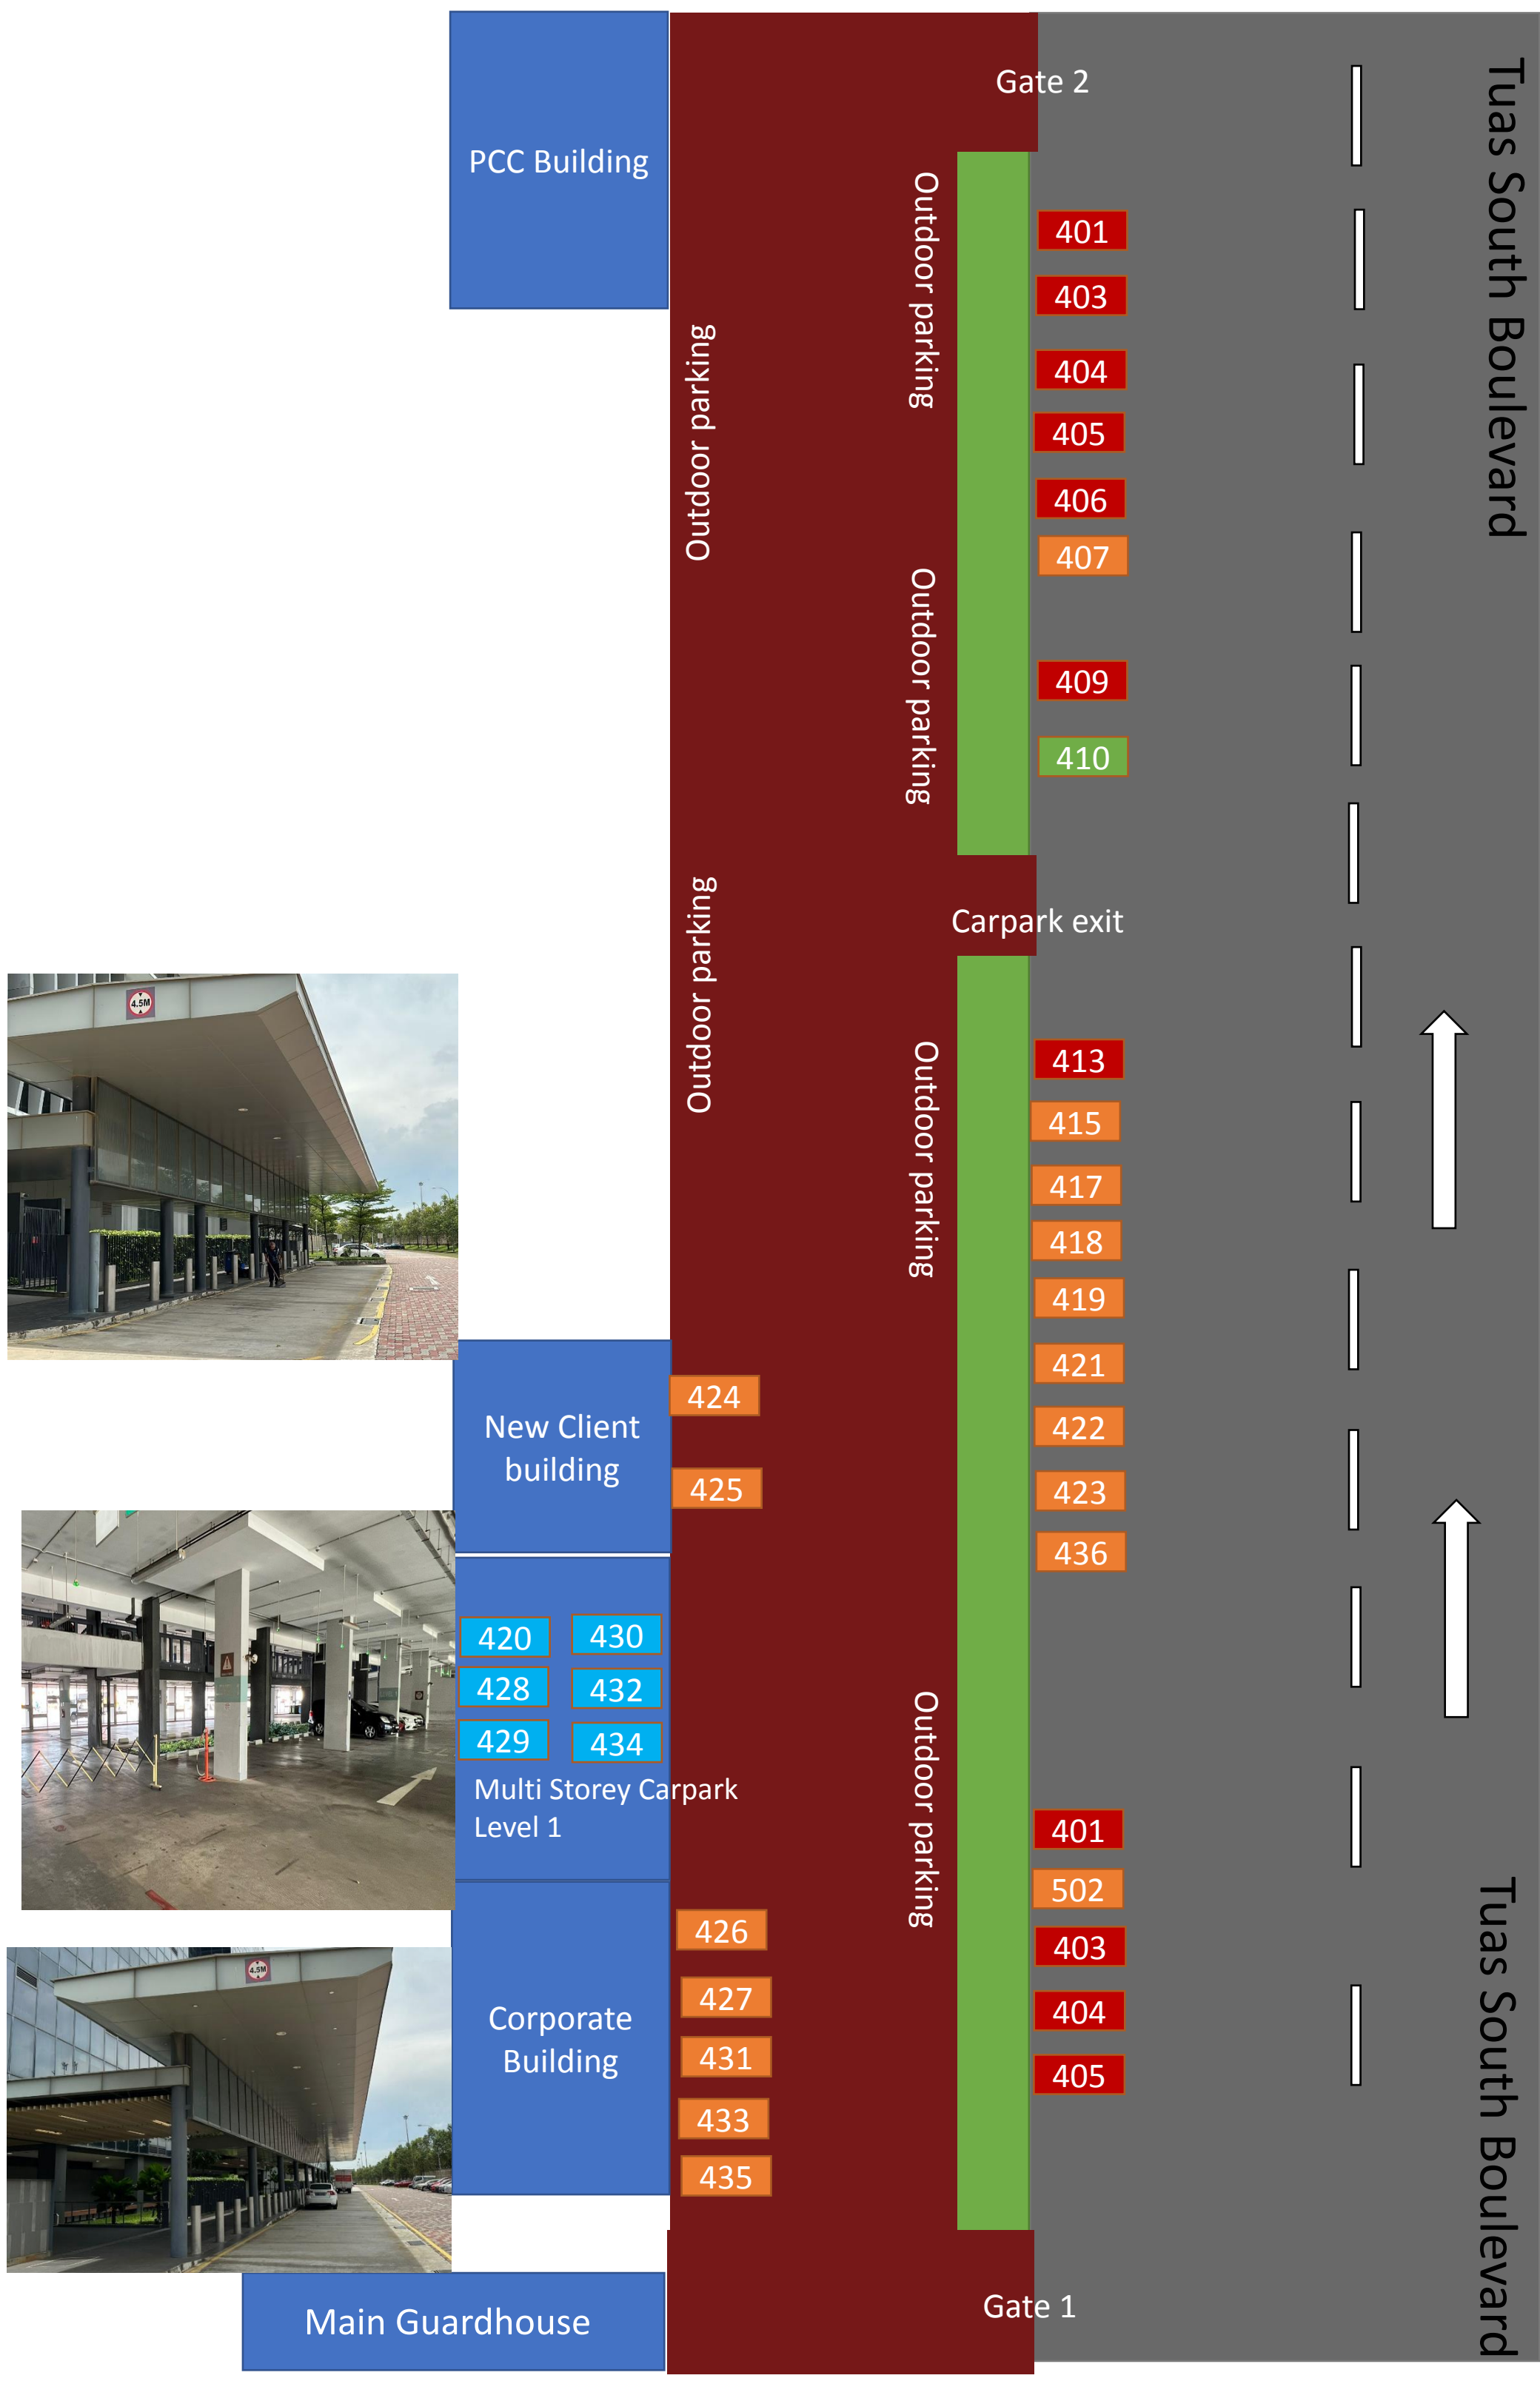 Gate 2
Tuas South Boulevard
PCC Building
Outdoor parking
401
403
Outdoor parking
404
405
406
407
Outdoor parking
409
410
Outdoor parking
Carpark exit
4.5M
Outdoor parking
413
415
417
418
419
421
424
New Client
building
422
425
423
436
420 430
428 432
429 434
Multi Storey Carpark
Level 1
Outdoor parking
401
502
Tuas South Boulevard
426
403
4.5M
427
404
Corporate
Building
431
405
433
435
Gate 1
Main Guardhouse